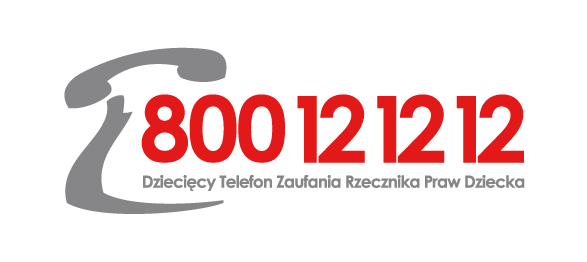 800 12 12 12
Dziecięcy Telefon Zaufania Rzecznika Praw Dziecka